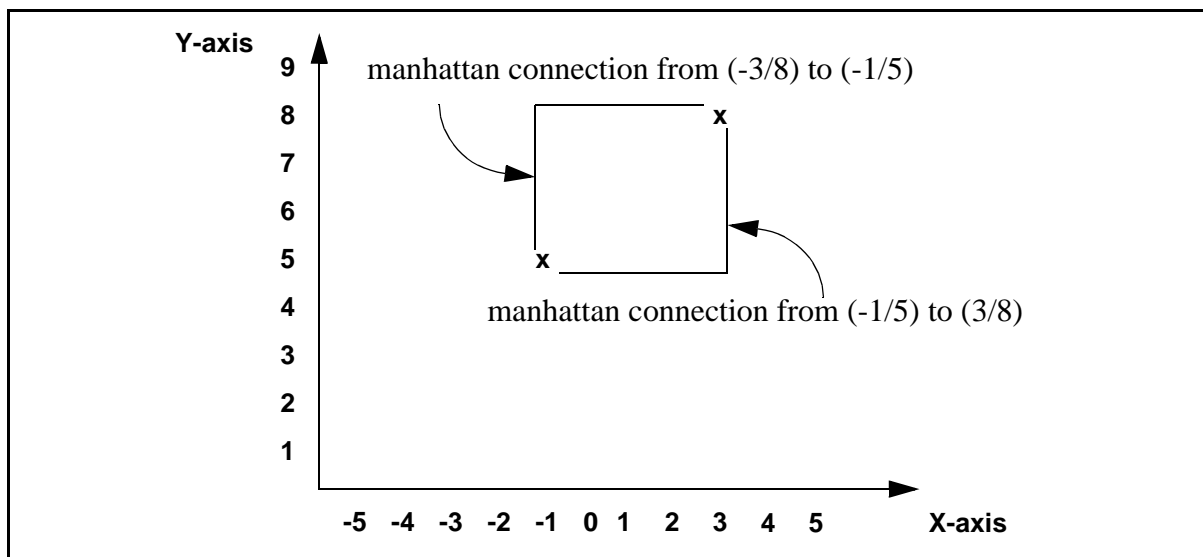 Y-axis
9
manhattan connection from (-3/8) to (-1/5)
8
x
7
6
5
x
4
manhattan connection from (-1/5) to (3/8)
3
2
1
-5 -4 -3 -2 -1 0 1 2 3 4 5 X-axis